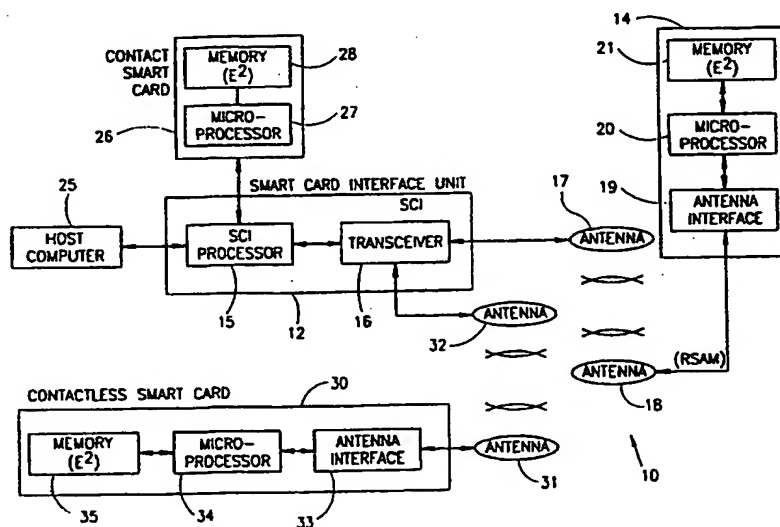 14
CONTACT
SMART
CARD
MEMORY
(E²)
28
MICRO-
PROCESSOR
27
26
21
MEMORY
(E²)
MICRO-
PROCESSOR
20
19
ANTENNA
INTERFACE
SMART CARD INTERFACE UNIT
SCI
25
HOST
COMPUTER
SCI
PROCESSOR
TRANSCEIVER
15
12
16
17
ANTENNA
ANTENNA
32
ANTENNA
18
(RSAM)
CONTACTLESS SMART CARD
30
MEMORY
(E²)
MICRO-
PROCESSOR
ANTENNA
INTERFACE
ANTENNA
35
34
33
31
10